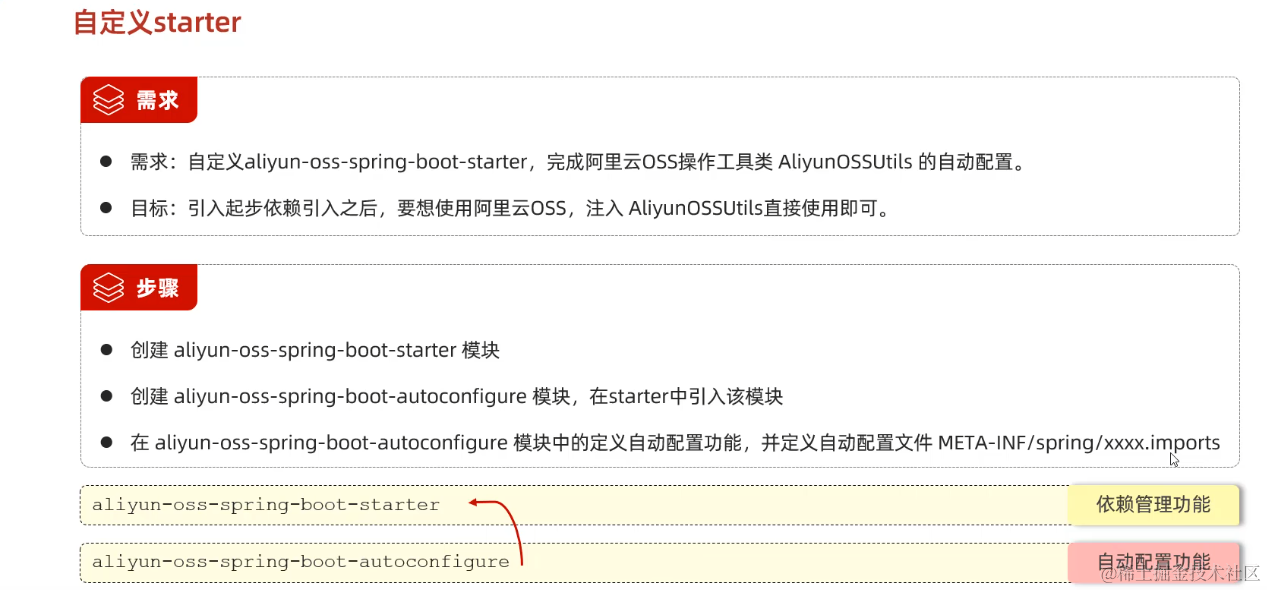 自定义starter
需求
需求：自定义aliyun-oss-spring-boot-starter，完成阿里云OSS操作工具类 AliyunOSSUtils 的自动配置。
目标：引入起步依赖引入之后，要想使用阿里云OSS，注入 AliyunOSSUtils直接使用即可。
步骤
创建 aliyun-oss-spring-boot-starter 模块
创建 aliyun-oss-spring-boot-autoconfigure 模块，在starter中引入该模块
在 aliyun-oss-spring-boot-autoconfigure 模块中的定义自动配置功能，并定义自动配置文件 META-INF/spring/xxxx.imports
aliyun-oss-spring-boot-starter 依赖管理功能
aliyun-oss-spring-boot-autoconfigure 自动配置功能
@稀土掘金技术社区